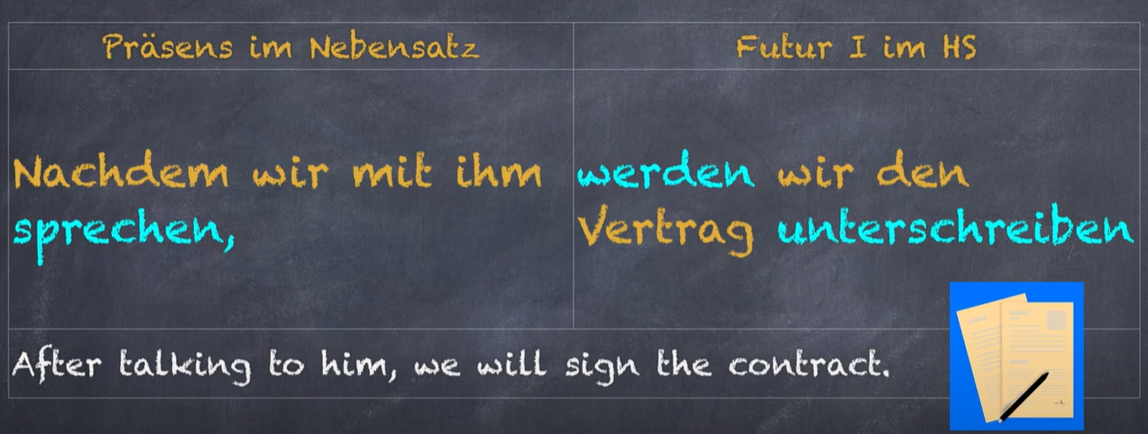 Präsens im Nebensatz
Futur I im HS
Nachdem wir mit ihm
sprechen,
werden wir den
Vertrag unterschreiben
After talking to him, we will sign the contract.